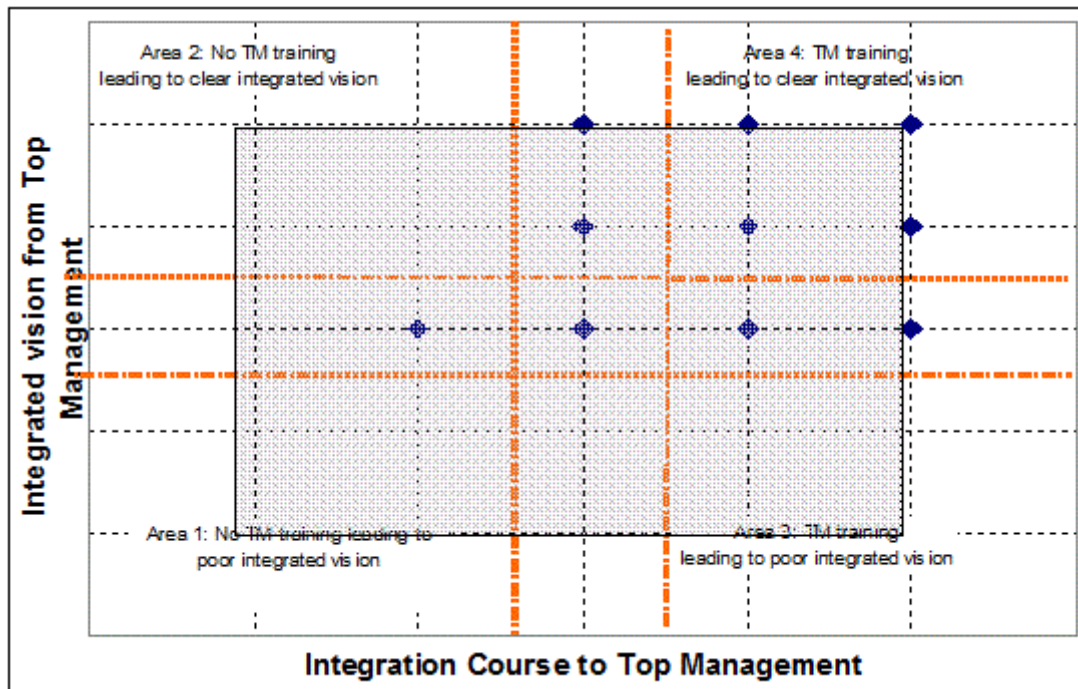 Area 2: No TM training
leading to clear integrated vision
Area 4: TM training
leading to clear integrated vision
Integrated vision from Top
Management
Area 1: No TM training leading to
poor integrated vision
Area 3: TM training
leading to poor integrated vision
Integration Course to Top Management